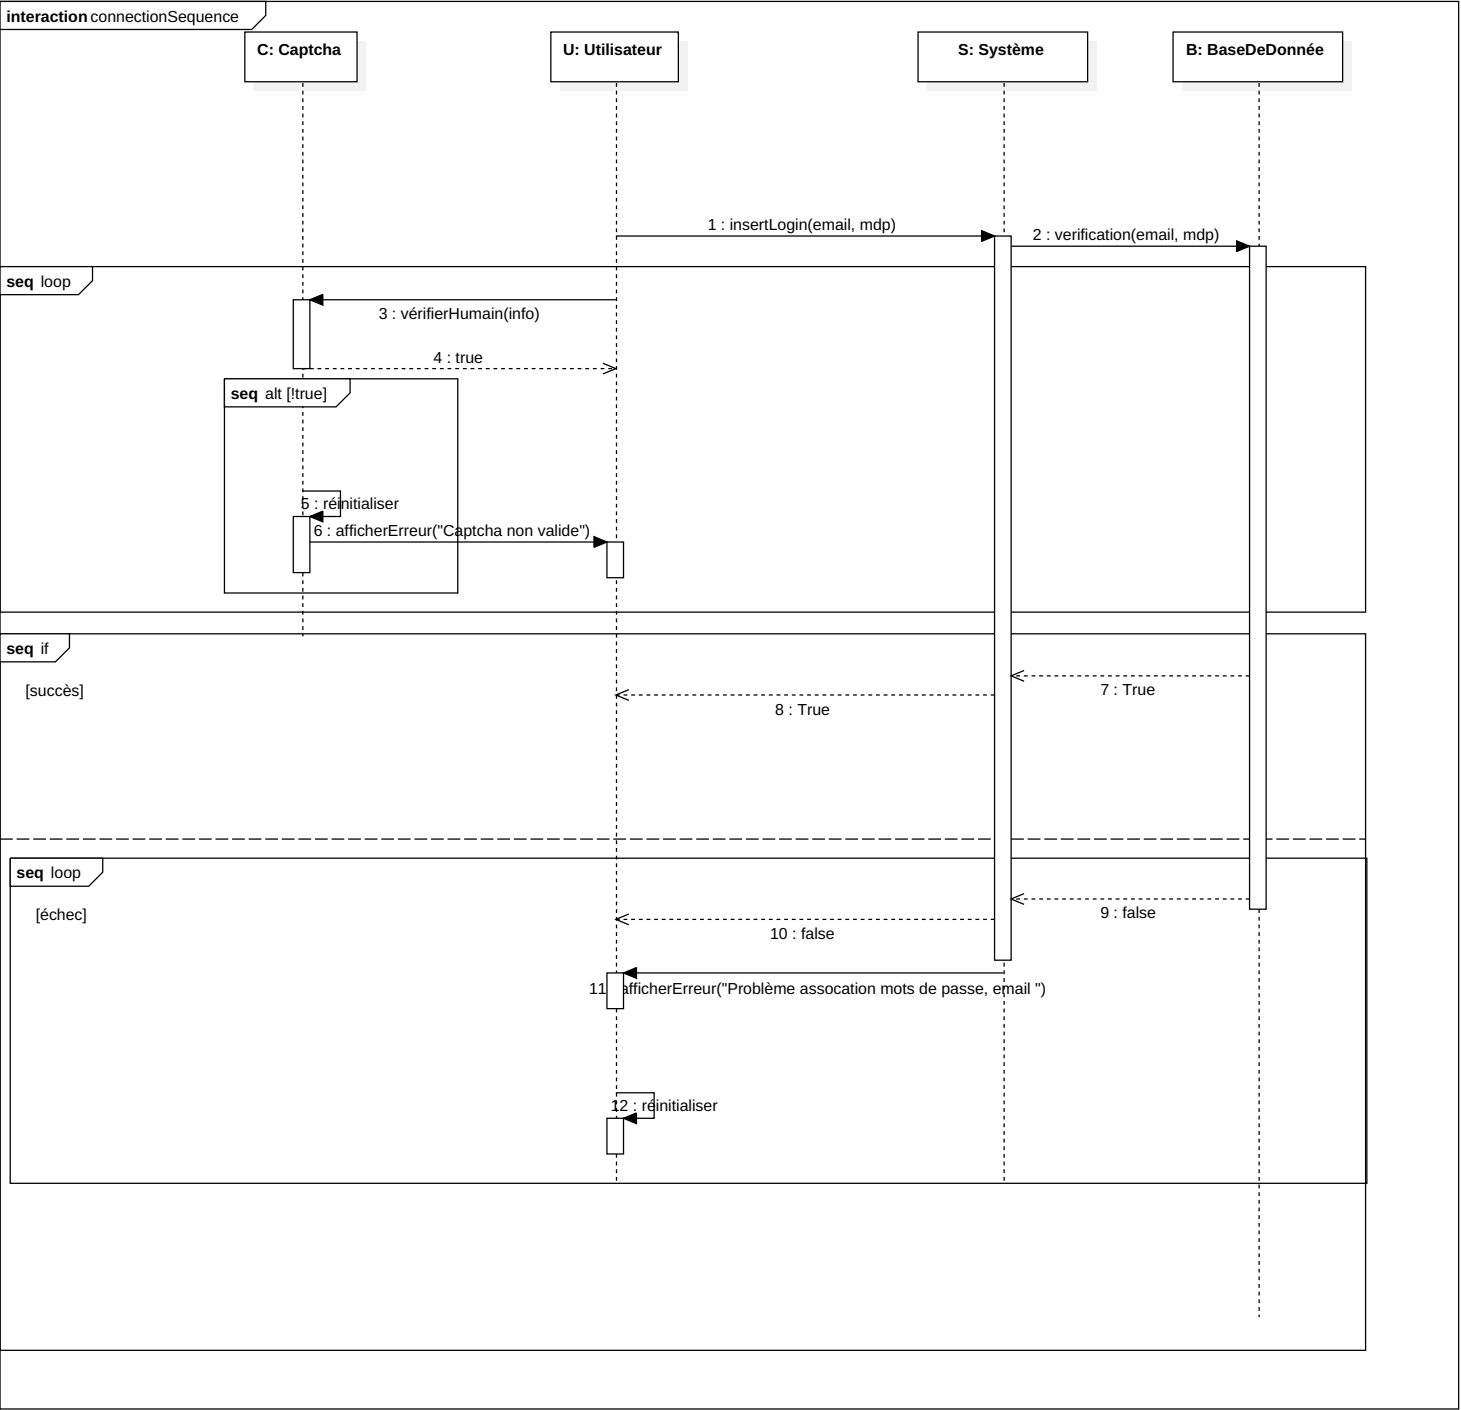 interaction connectionSequence
C: Captcha
U: Utilisateur
S: Système
B: BaseDeDonnée
1 : insertLogin(email, mdp)
2 : verification(email, mdp)
seq loop
3 : vérifierHumain(info)
4 : true
seq alt [!true]
5 : réinitialiser
6 : afficherErreur("Captcha non valide")
seq if
[succès]
7 : True
8 : True
seq loop
[échec]
9 : false
10 : false
11 afficherErreur("Problème assocation mots de passe, email ")
12 : réinitialiser